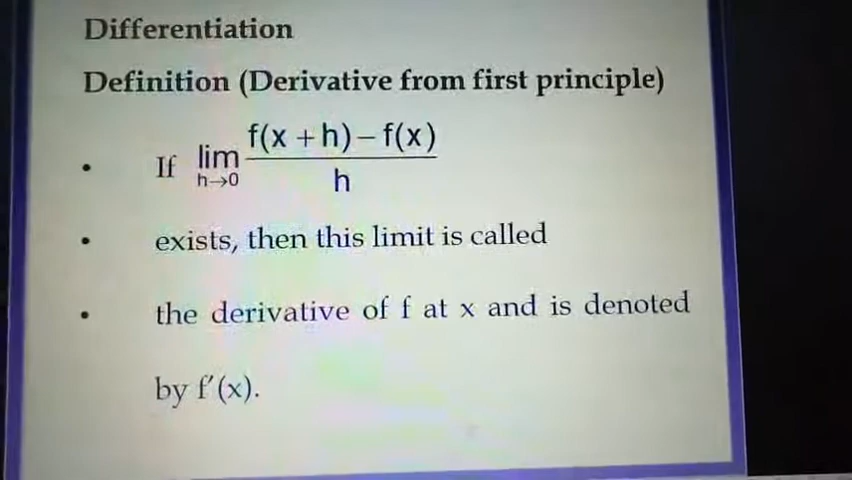 Differentiation
Definition (Derivative from first principle)
• If lim h→0 f(x + h) – f(x) / h
• exists, then this limit is called
• the derivative of f at x and is denoted
by f′(x).